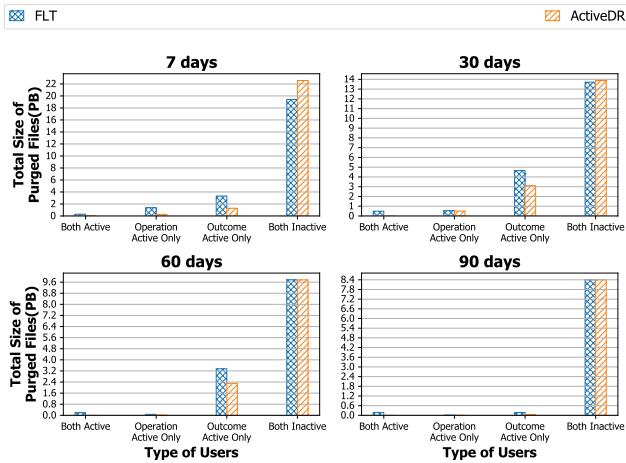 FLT
ActiveDR
7 days
30 days
Total Size of
Purged Files(PB)
22
20
18
16
14
12
10
8
6
4
2
0
Both Active
Operation
Active Only
Outcome
Active Only
Both Inactive
14
13
12
11
10
9
8
7
6
5
4
3
2
1
0
Both Active
Operation
Active Only
Outcome
Active Only
Both Inactive
60 days
90 days
Total Size of
Purged Files(PB)
9.6
8.8
8.0
7.2
6.4
5.6
4.8
4.0
3.2
2.4
1.6
0.8
0.0
Both Active
Operation
Active Only
Outcome
Active Only
Both Inactive
Type of Users
8.4
7.8
7.2
6.6
6.0
5.4
4.8
4.2
3.6
3.0
2.4
1.8
1.2
0.6
0.0
Both Active
Operation
Active Only
Outcome
Active Only
Both Inactive
Type of Users